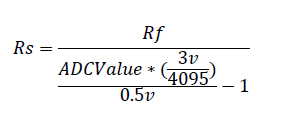 Rs = Rf / (ADCValue * (3v / 4095) / 0.5v − 1)